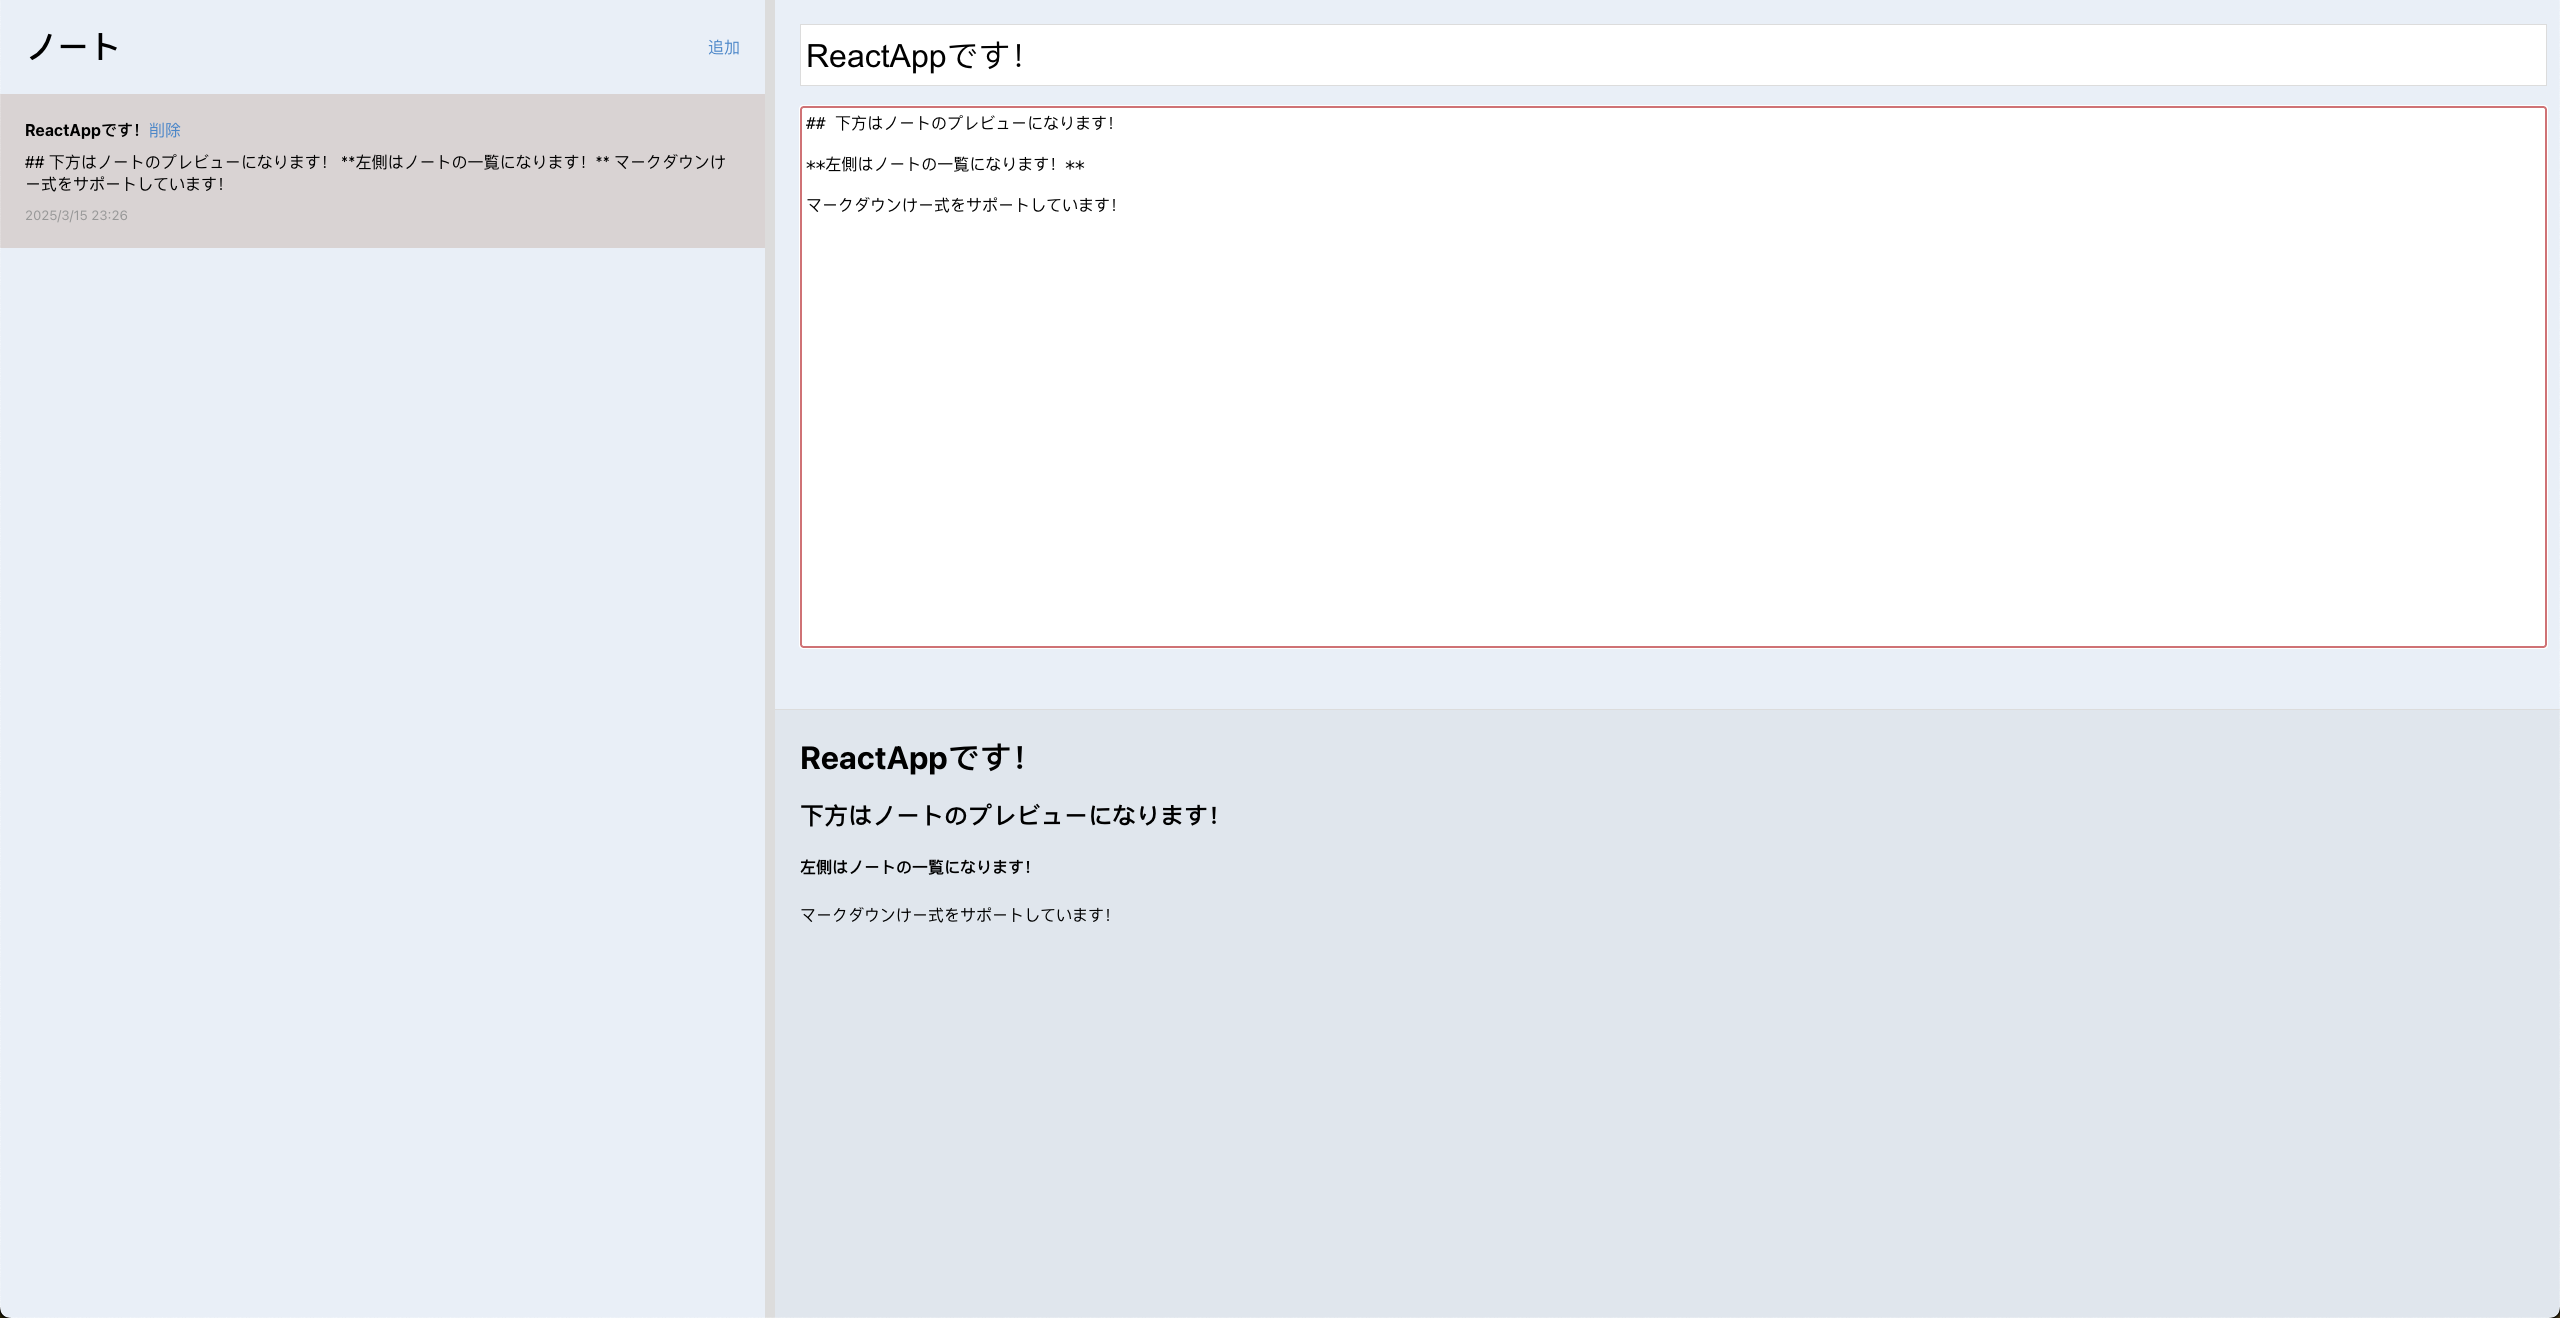 ノート
追加
ReactAppです！ 削除
## 下方はノートのプレビューになります！ **左側はノートの一覧になります！** マークダウンけ
ー式をサポートしています！
2025/3/15 23:26
ReactAppです！
## 下方はノートのプレビューになります！
**左側はノートの一覧になります！**
マークダウンけー式をサポートしています！
ReactAppです！
下方はノートのプレビューになります！
左側はノートの一覧になります！
マークダウンけー式をサポートしています！